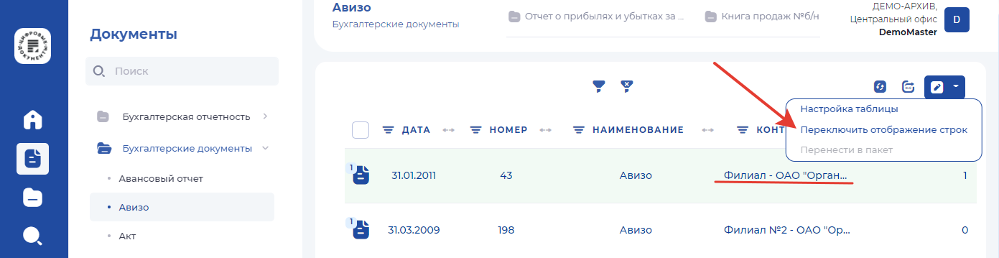 ЦИФРОВЫЕ ДОКУМЕНТЫ
Документы
Поиск
Бухгалтерская отчетность
Бухгалтерские документы
Авансовый отчет
Авизо
Акт
Авизо
Бухгалтерские документы
Отчет о прибылях и убытках за ...
Книга продаж №б/н
ДЕМО-АРХИВ,
Центральный офис
DemoMaster
D
Настройка таблицы
Переключить отображение строк
Перенести в пакет
ДАТА НОМЕР НАИМЕНОВАНИЕ КОНТ
1 31.01.2011 43 Авизо Филиал - ОАО "Орган... 1
1 31.03.2009 198 Авизо Филиал №2 - ОАО "Ор... 0